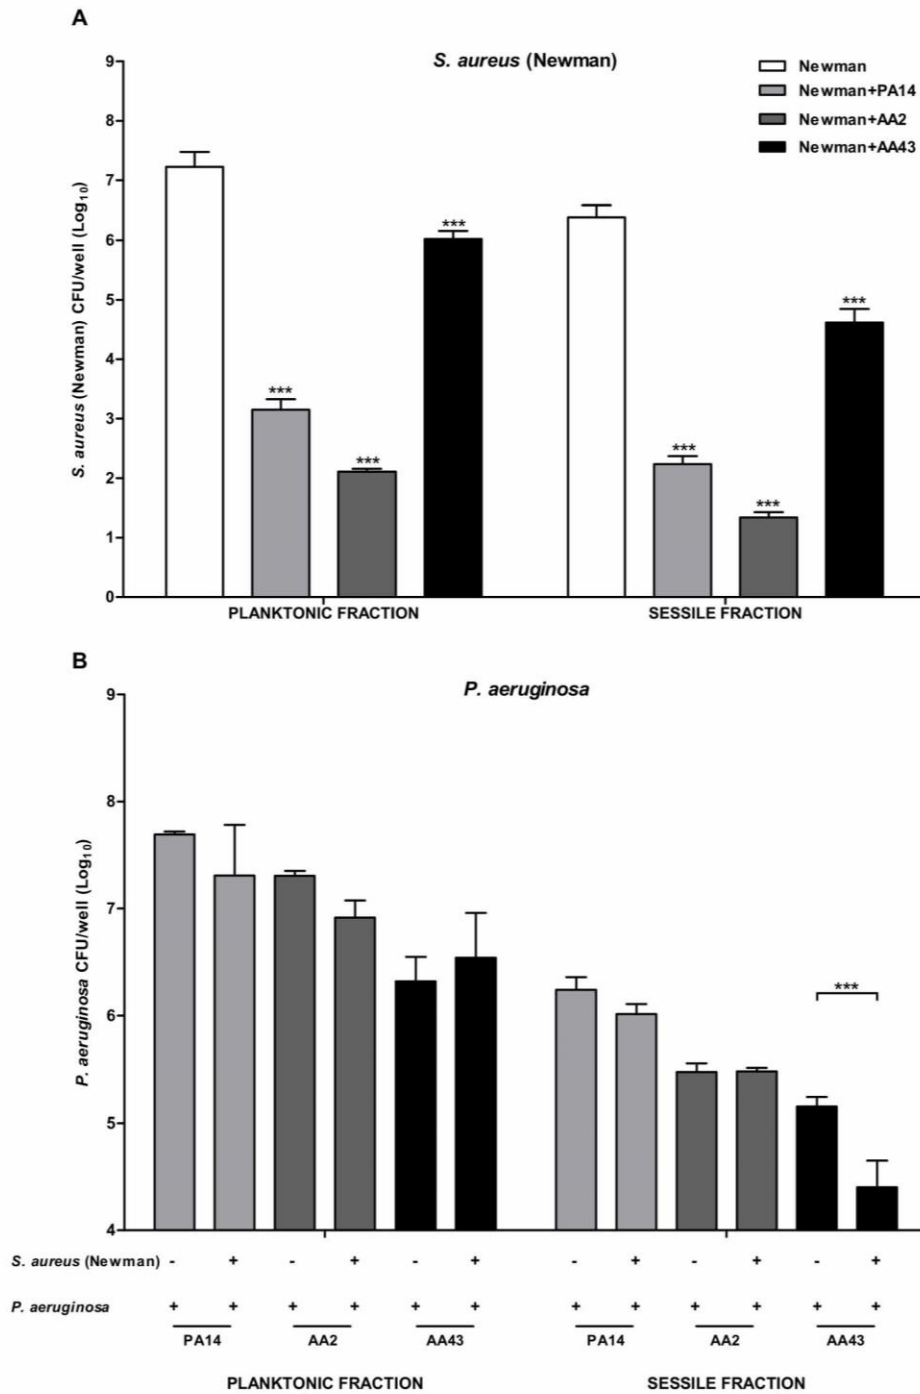 A
S. aureus (Newman)
Newman
Newman+PA14
Newman+AA2
Newman+AA43
S. aureus (Newman) CFU/well (Log10)
9
8
7
6
5
4
3
2
1
0
***
***
***
***
***
***
PLANKTONIC FRACTION SESSILE FRACTION
B
P. aeruginosa
P. aeruginosa CFU/well (Log10)
9
8
7
6
5
4
***
S. aureus (Newman) - + - + - + - + - + - +
P. aeruginosa + + + + + + + + + + + +
PA14 AA2 AA43 PA14 AA2 AA43
PLANKTONIC FRACTION SESSILE FRACTION